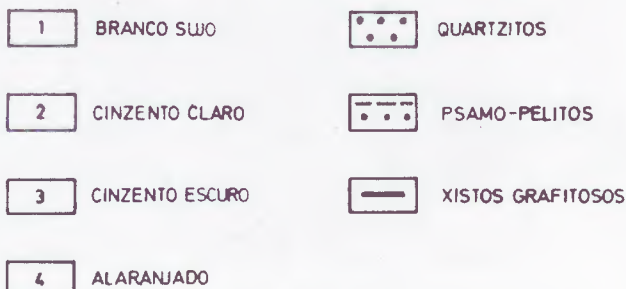 1 BRANCO SUJO
2 CINZENTO CLARO
3 CINZENTO ESCURO
4 ALARANJADO
QUARTZITOS
PSAMO-PELITOS
XISTOS GRAFITOSOS